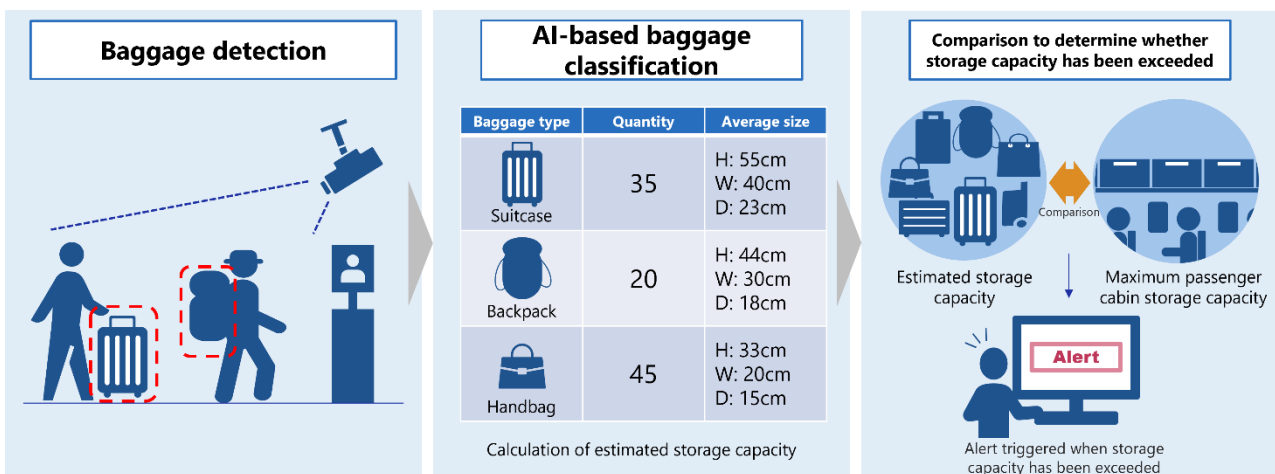 Baggage detection
AI-based baggage
classification
Baggage type Quantity Average size
Suitcase
35
H: 55cm
W: 40cm
D: 23cm
Backpack
20
H: 44cm
W: 30cm
D: 18cm
Handbag
45
H: 33cm
W: 20cm
D: 15cm
Calculation of estimated storage capacity
Comparison to determine whether
storage capacity has been exceeded
Comparison
Estimated storage
capacity
Maximum passenger
cabin storage capacity
Alert
Alert triggered when storage
capacity has been exceeded